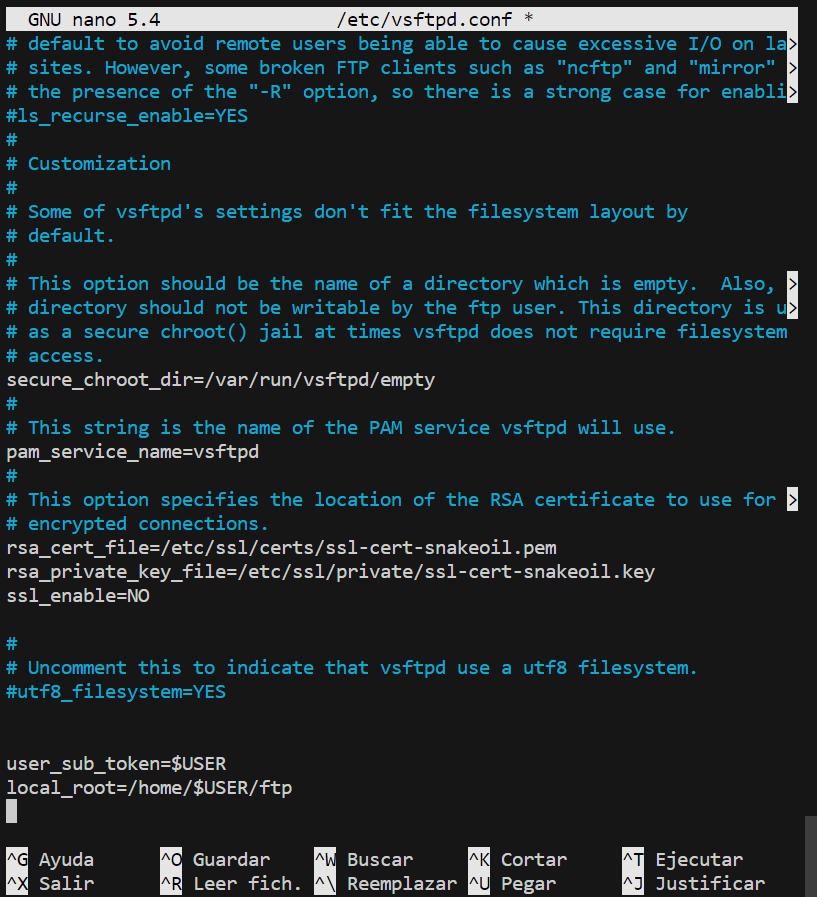 GNU nano 5.4 /etc/vsftpd.conf *
# default to avoid remote users being able to cause excessive I/O on la>
# sites. However, some broken FTP clients such as "ncftp" and "mirror" >
# the presence of the "-R" option, so there is a strong case for enabli>
#ls_recurse_enable=YES
#
# Customization
#
# Some of vsftpd's settings don't fit the filesystem layout by
# default.
#
# This option should be the name of a directory which is empty.  Also, >
# directory should not be writable by the ftp user. This directory is u>
# as a secure chroot() jail at times vsftpd does not require filesystem
# access.
secure_chroot_dir=/var/run/vsftpd/empty
#
# This string is the name of the PAM service vsftpd will use.
pam_service_name=vsftpd
#
# This option specifies the location of the RSA certificate to use for >
# encrypted connections.
rsa_cert_file=/etc/ssl/certs/ssl-cert-snakeoil.pem
rsa_private_key_file=/etc/ssl/private/ssl-cert-snakeoil.key
ssl_enable=NO
#
# Uncomment this to indicate that vsftpd use a utf8 filesystem.
#utf8_filesystem=YES
user_sub_token=$USER
local_root=/home/$USER/ftp
^G Ayuda ^O Guardar ^W Buscar ^K Cortar ^T Ejecutar
^X Salir ^R Leer fich. ^\ Reemplazar ^U Pegar ^J Justificar